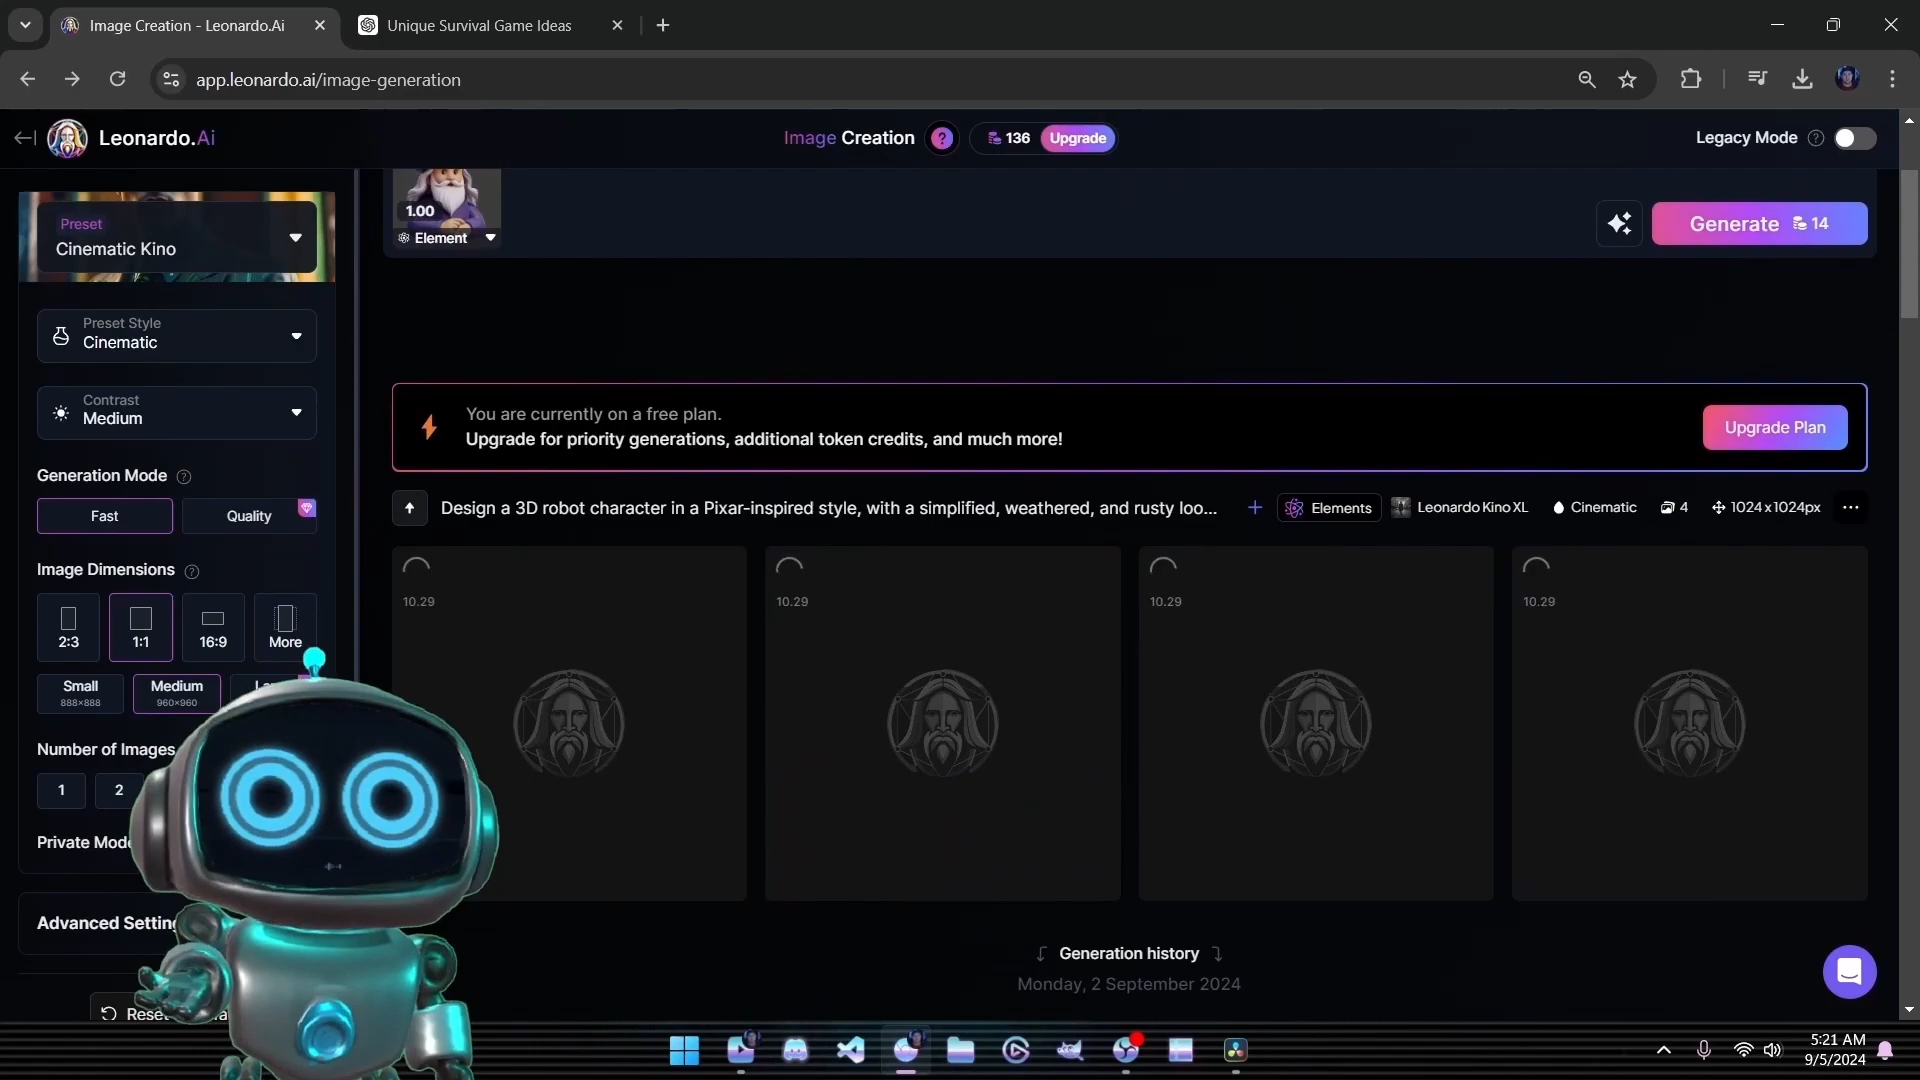 Image Creation - Leonardo.Ai
Unique Survival Game Ideas
app.leonardo.ai/image-generation
Leonardo.Ai
Image Creation
?
136
Upgrade
Legacy Mode
Preset
Cinematic Kino
1.00
Element
Generate 14
Preset Style
Cinematic
Contrast
Medium
You are currently on a free plan.
Upgrade for priority generations, additional token credits, and much more!
Upgrade Plan
Generation Mode
Fast
Quality
Design a 3D robot character in a Pixar-inspired style, with a simplified, weathered, and rusty loo...
Elements
Leonardo Kino XL
Cinematic
4
1024 x 1024px
Image Dimensions
10.29
10.29
10.29
10.29
2:3
1:1
16:9
More
Small
888×888
Medium
960×960
Number of Images
1
2
Private Mode
Advanced Setting
Generation history
Monday, 2 September 2024
5:21 AM
9/5/2024